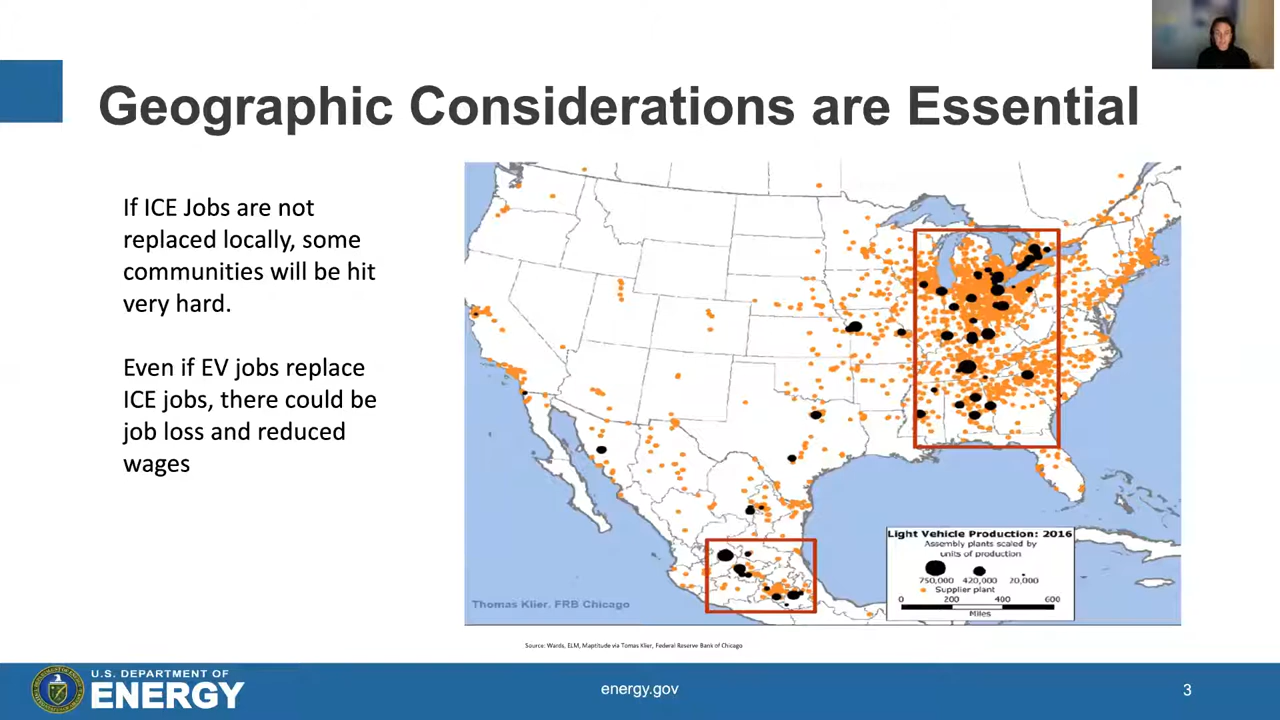 Geographic Considerations are Essential
If ICE Jobs are not
replaced locally, some
communities will be hit
very hard.
Even if EV jobs replace
ICE jobs, there could be
job loss and reduced
wages
Light Vehicle Production: 2016
Assembly plants scaled by
units of production
750,000 420,000 20,000
Supplier plant
0 200 400 600
Miles
Thomas Klier. FRB Chicago
Source: Wards, ELM, Maptitude via Tomas Klier, Federal Reserve Bank of Chicago
U.S. DEPARTMENT OF
ENERGY
energy.gov
3